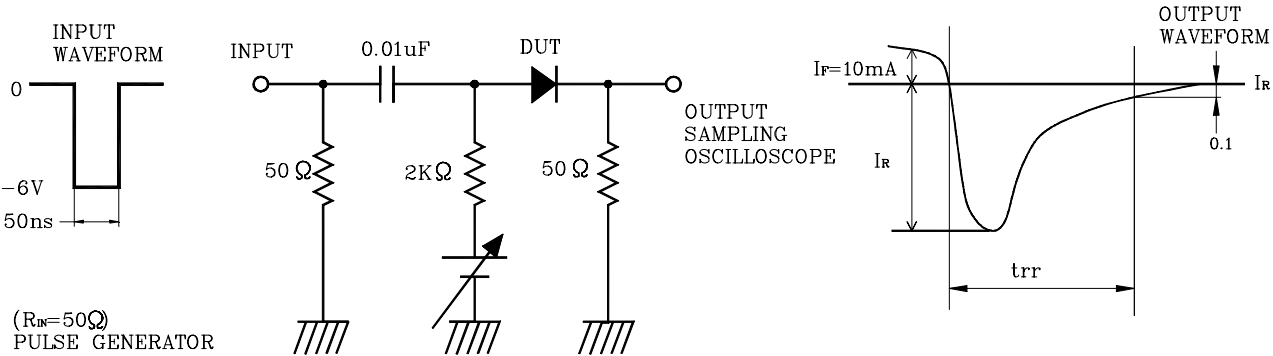 INPUT
WAVEFORM
0
-6V
50ns
(RIN=50Ω)
PULSE GENERATOR
INPUT
0.01uF
DUT
50Ω
2KΩ
50Ω
OUTPUT
SAMPLING
OSCILLOSCOPE
OUTPUT
WAVEFORM
IF=10mA
IR
IR
0.1
trr